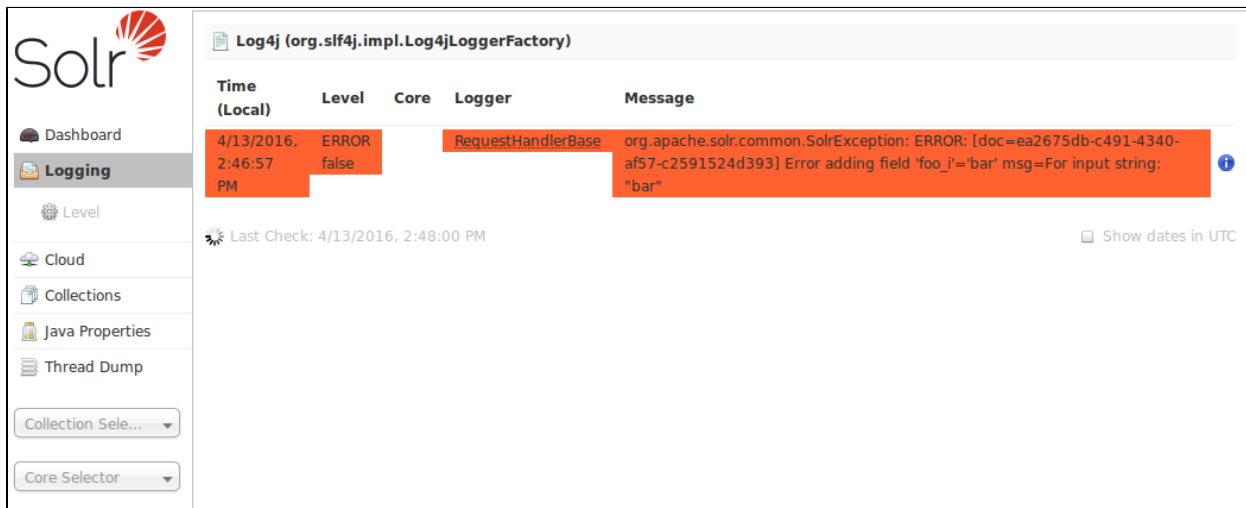 Solr
Dashboard
Logging
Level
Cloud
Collections
Java Properties
Thread Dump
Collection Sele...
Core Selector
Log4j (org.slf4j.impl.Log4jLoggerFactory)
Time (Local) Level Core Logger Message
4/13/2016, 2:46:57 PM ERROR false RequestHandlerBase org.apache.solr.common.SolrException: ERROR: [doc=ea2675db-c491-4340-
af57-c2591524d393] Error adding field 'foo_i'='bar' msg=For input string:
"bar"
Last Check: 4/13/2016, 2:48:00 PM Show dates in UTC